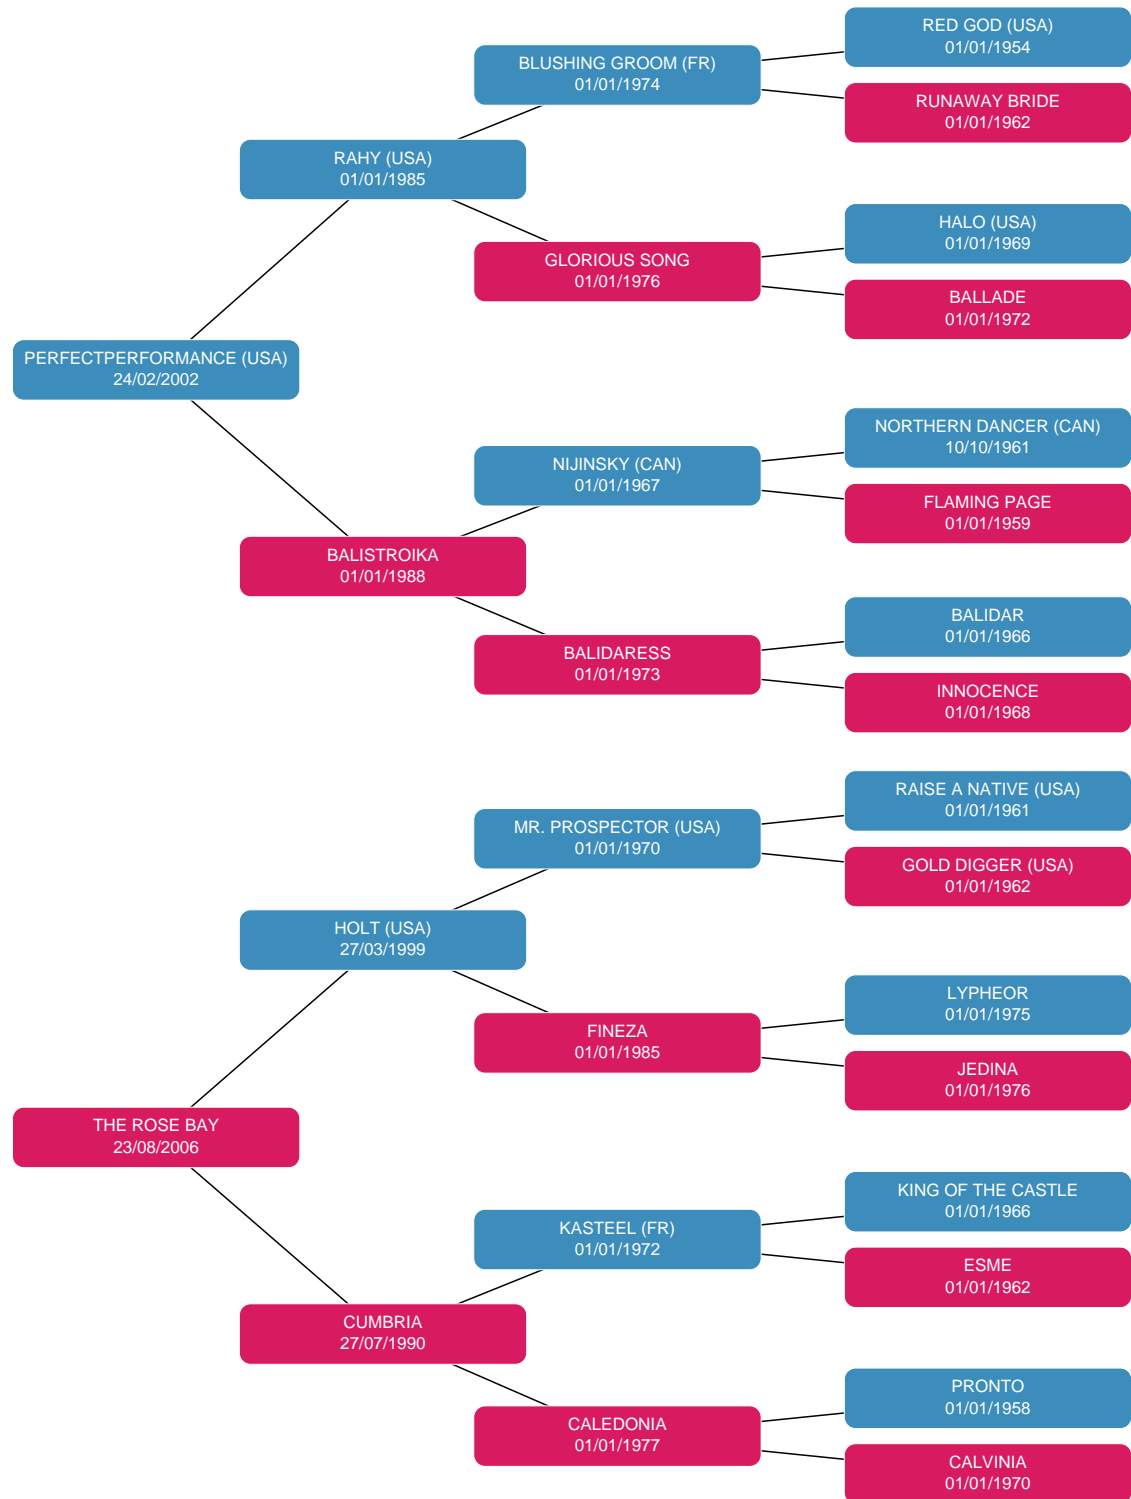 RED GOD (USA)
01/01/1954
BLUSHING GROOM (FR)
01/01/1974
RUNAWAY BRIDE
01/01/1962
RAHY (USA)
01/01/1985
HALO (USA)
01/01/1969
GLORIOUS SONG
01/01/1976
BALLADE
01/01/1972
PERFECTPERFORMANCE (USA)
24/02/2002
NORTHERN DANCER (CAN)
10/10/1961
NIJINSKY (CAN)
01/01/1967
FLAMING PAGE
01/01/1959
BALISTROIKA
01/01/1988
BALIDAR
01/01/1966
BALIDARESS
01/01/1973
INNOCENCE
01/01/1968
RAISE A NATIVE (USA)
01/01/1961
MR. PROSPECTOR (USA)
01/01/1970
GOLD DIGGER (USA)
01/01/1962
HOLT (USA)
27/03/1999
LYPHEOR
01/01/1975
FINEZA
01/01/1985
JEDINA
01/01/1976
THE ROSE BAY
23/08/2006
KING OF THE CASTLE
01/01/1966
KASTEEL (FR)
01/01/1972
ESME
01/01/1962
CUMBRIA
27/07/1990
PRONTO
01/01/1958
CALEDONIA
01/01/1977
CALVINIA
01/01/1970